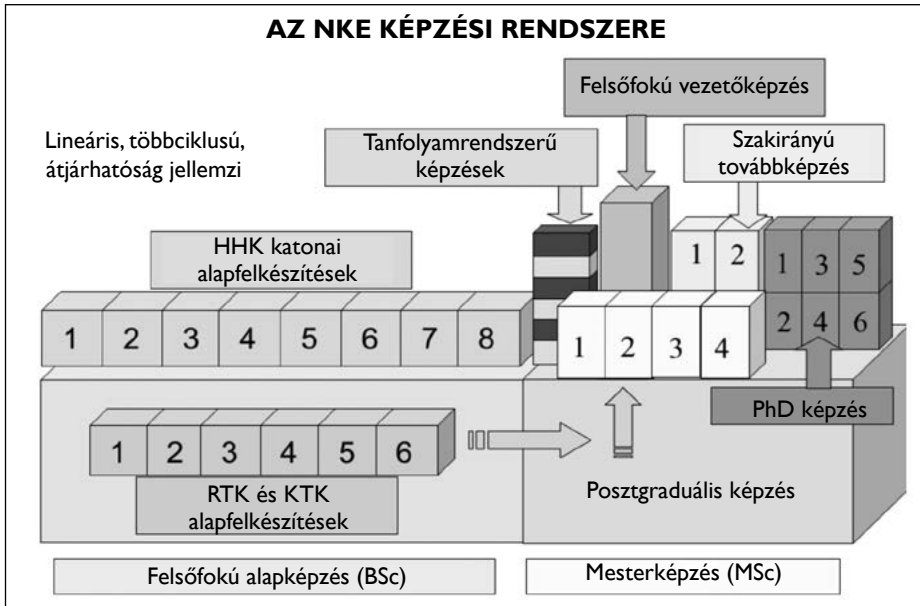 AZ NKE KÉPZÉSI RENDSZERE
Felsőfokú vezetőképzés
Lineáris, többciklusú,
átjárhatóság jellemzi
Tanfolyamrendszerű
képzések
Szakirányú
továbbképzés
HHK katonai
alapfelkészítések
1 2 3 4 5 6 7 8
1 2 3 4
1 2
1 3 5
2 4 6
PhD képzés
1 2 3 4 5 6
RTK és KTK
alapfelkészítések
Posztgraduális képzés
Felsőfokú alapképzés (BSc)
Mesterképzés (MSc)